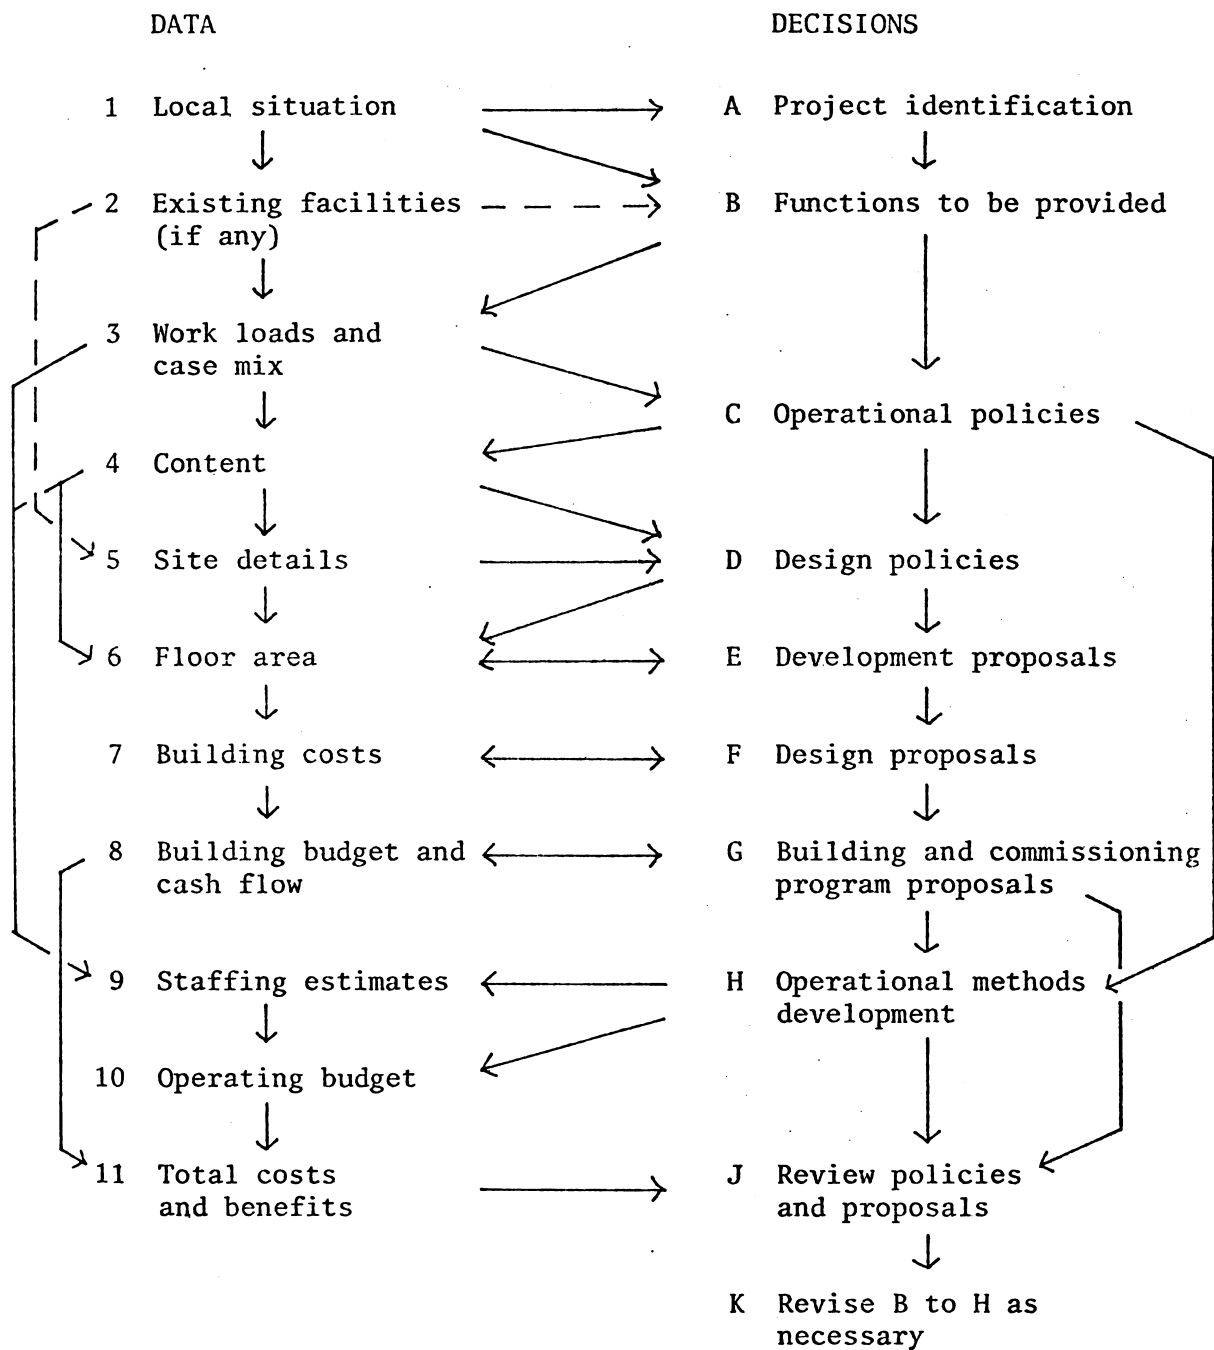 DATA
DECISIONS
1 Local situation
A Project identification
2 Existing facilities
(if any)
B Functions to be provided
3 Work loads and
case mix
C Operational policies
4 Content
5 Site details
D Design policies
6 Floor area
E Development proposals
7 Building costs
F Design proposals
8 Building budget and
cash flow
G Building and commissioning
program proposals
9 Staffing estimates
H Operational methods
development
10 Operating budget
11 Total costs
and benefits
J Review policies
and proposals
K Revise B to H as
necessary